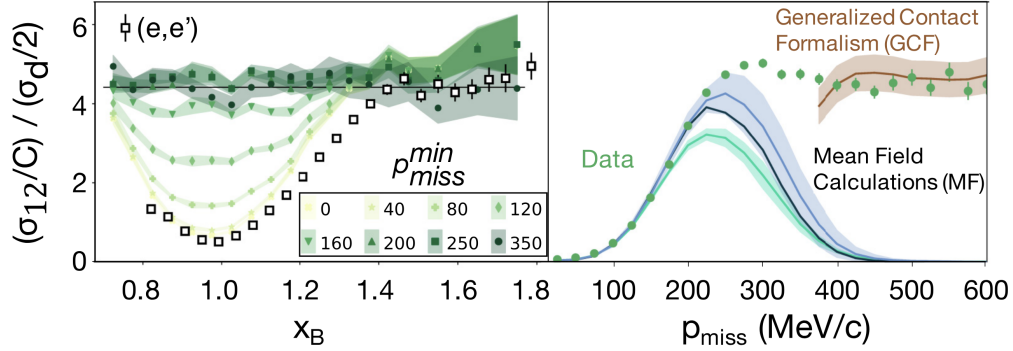 (σ12/C) / (σd/2)
6
4
2
0
(e,e’)
p_miss^min
0 40 80 120
160 200 250 350
0.8 1.0 1.2 1.4 1.6 1.8
xB
Generalized Contact
Formalism (GCF)
Data
Mean Field
Calculations (MF)
100 200 300 400 500 600
pmiss (MeV/c)